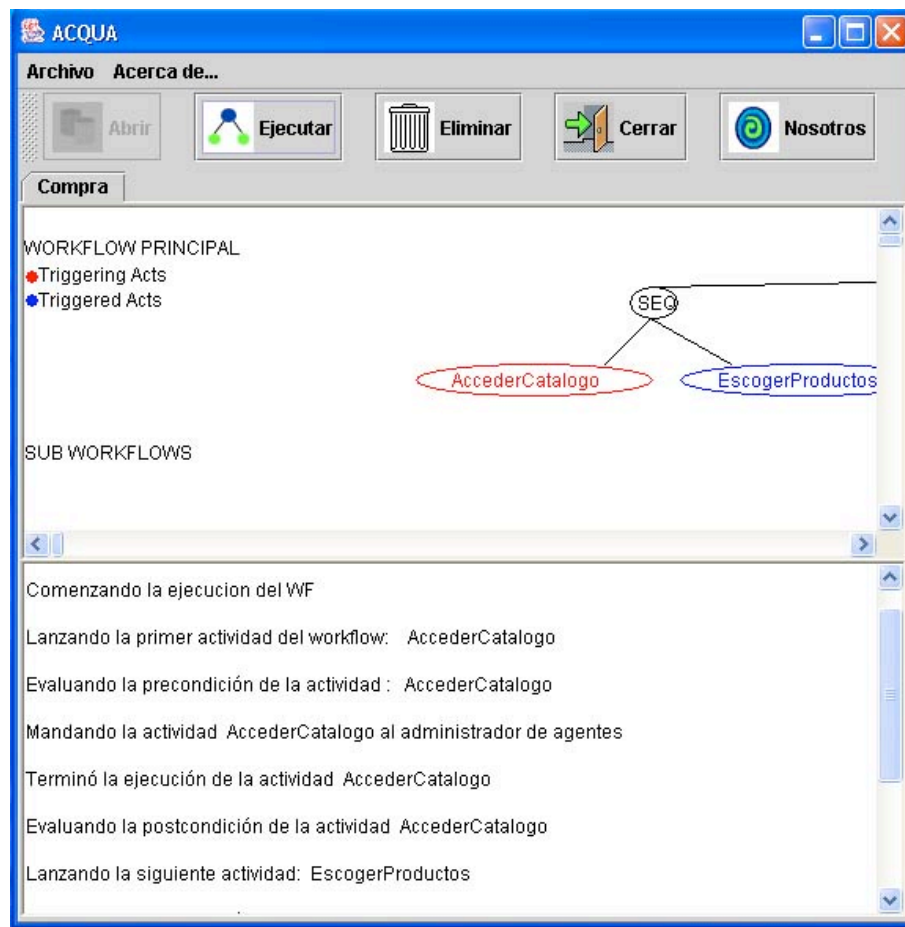 ACQUA
Archivo Acerca de...
Abrir Ejecutar Eliminar Cerrar Nosotros
Compra
WORKFLOW PRINCIPAL
Triggering Acts
Triggered Acts
SEQ
AccederCatalogo EscogerProductos
SUB WORKFLOWS
Comenzando la ejecucion del WF
Lanzando la primer actividad del workflow: AccederCatalogo
Evaluando la precondición de la actividad : AccederCatalogo
Mandando la actividad AccederCatalogo al administrador de agentes
Terminó la ejecución de la actividad AccederCatalogo
Evaluando la postcondición de la actividad AccederCatalogo
Lanzando la siguiente actividad: EscogerProductos